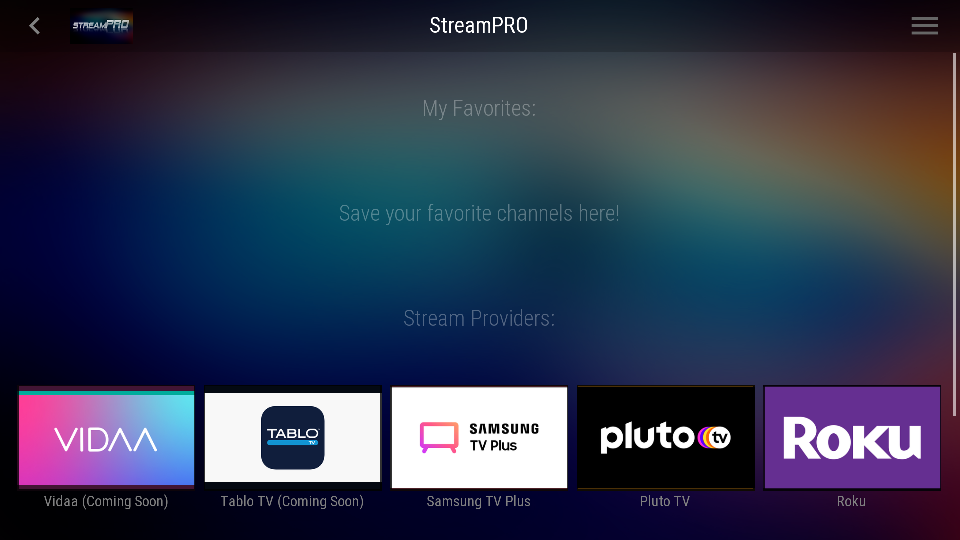 STREAMPRO
StreamPRO
My Favorites:
Save your favorite channels here!
Stream Providers:
VIDAA
TABLO
TV
SAMSUNG
TV Plus
pluto tv
ROKU
Vidaa (Coming Soon)
Tablo TV (Coming Soon)
Samsung TV Plus
Pluto TV
Roku